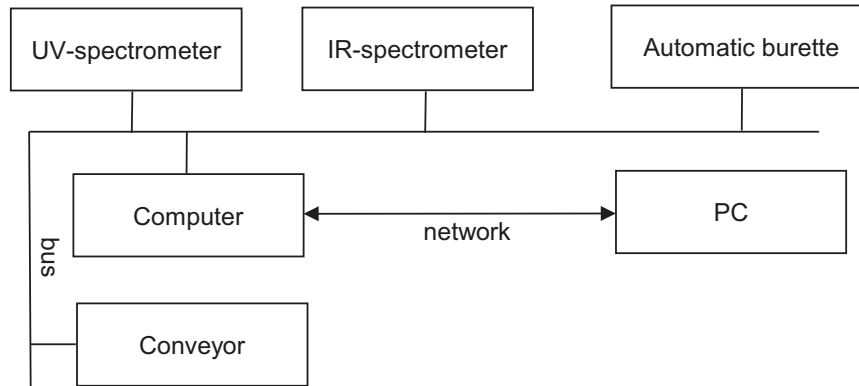 UV-spectrometer
IR-spectrometer
Automatic burette
Computer
network
PC
bus
Conveyor